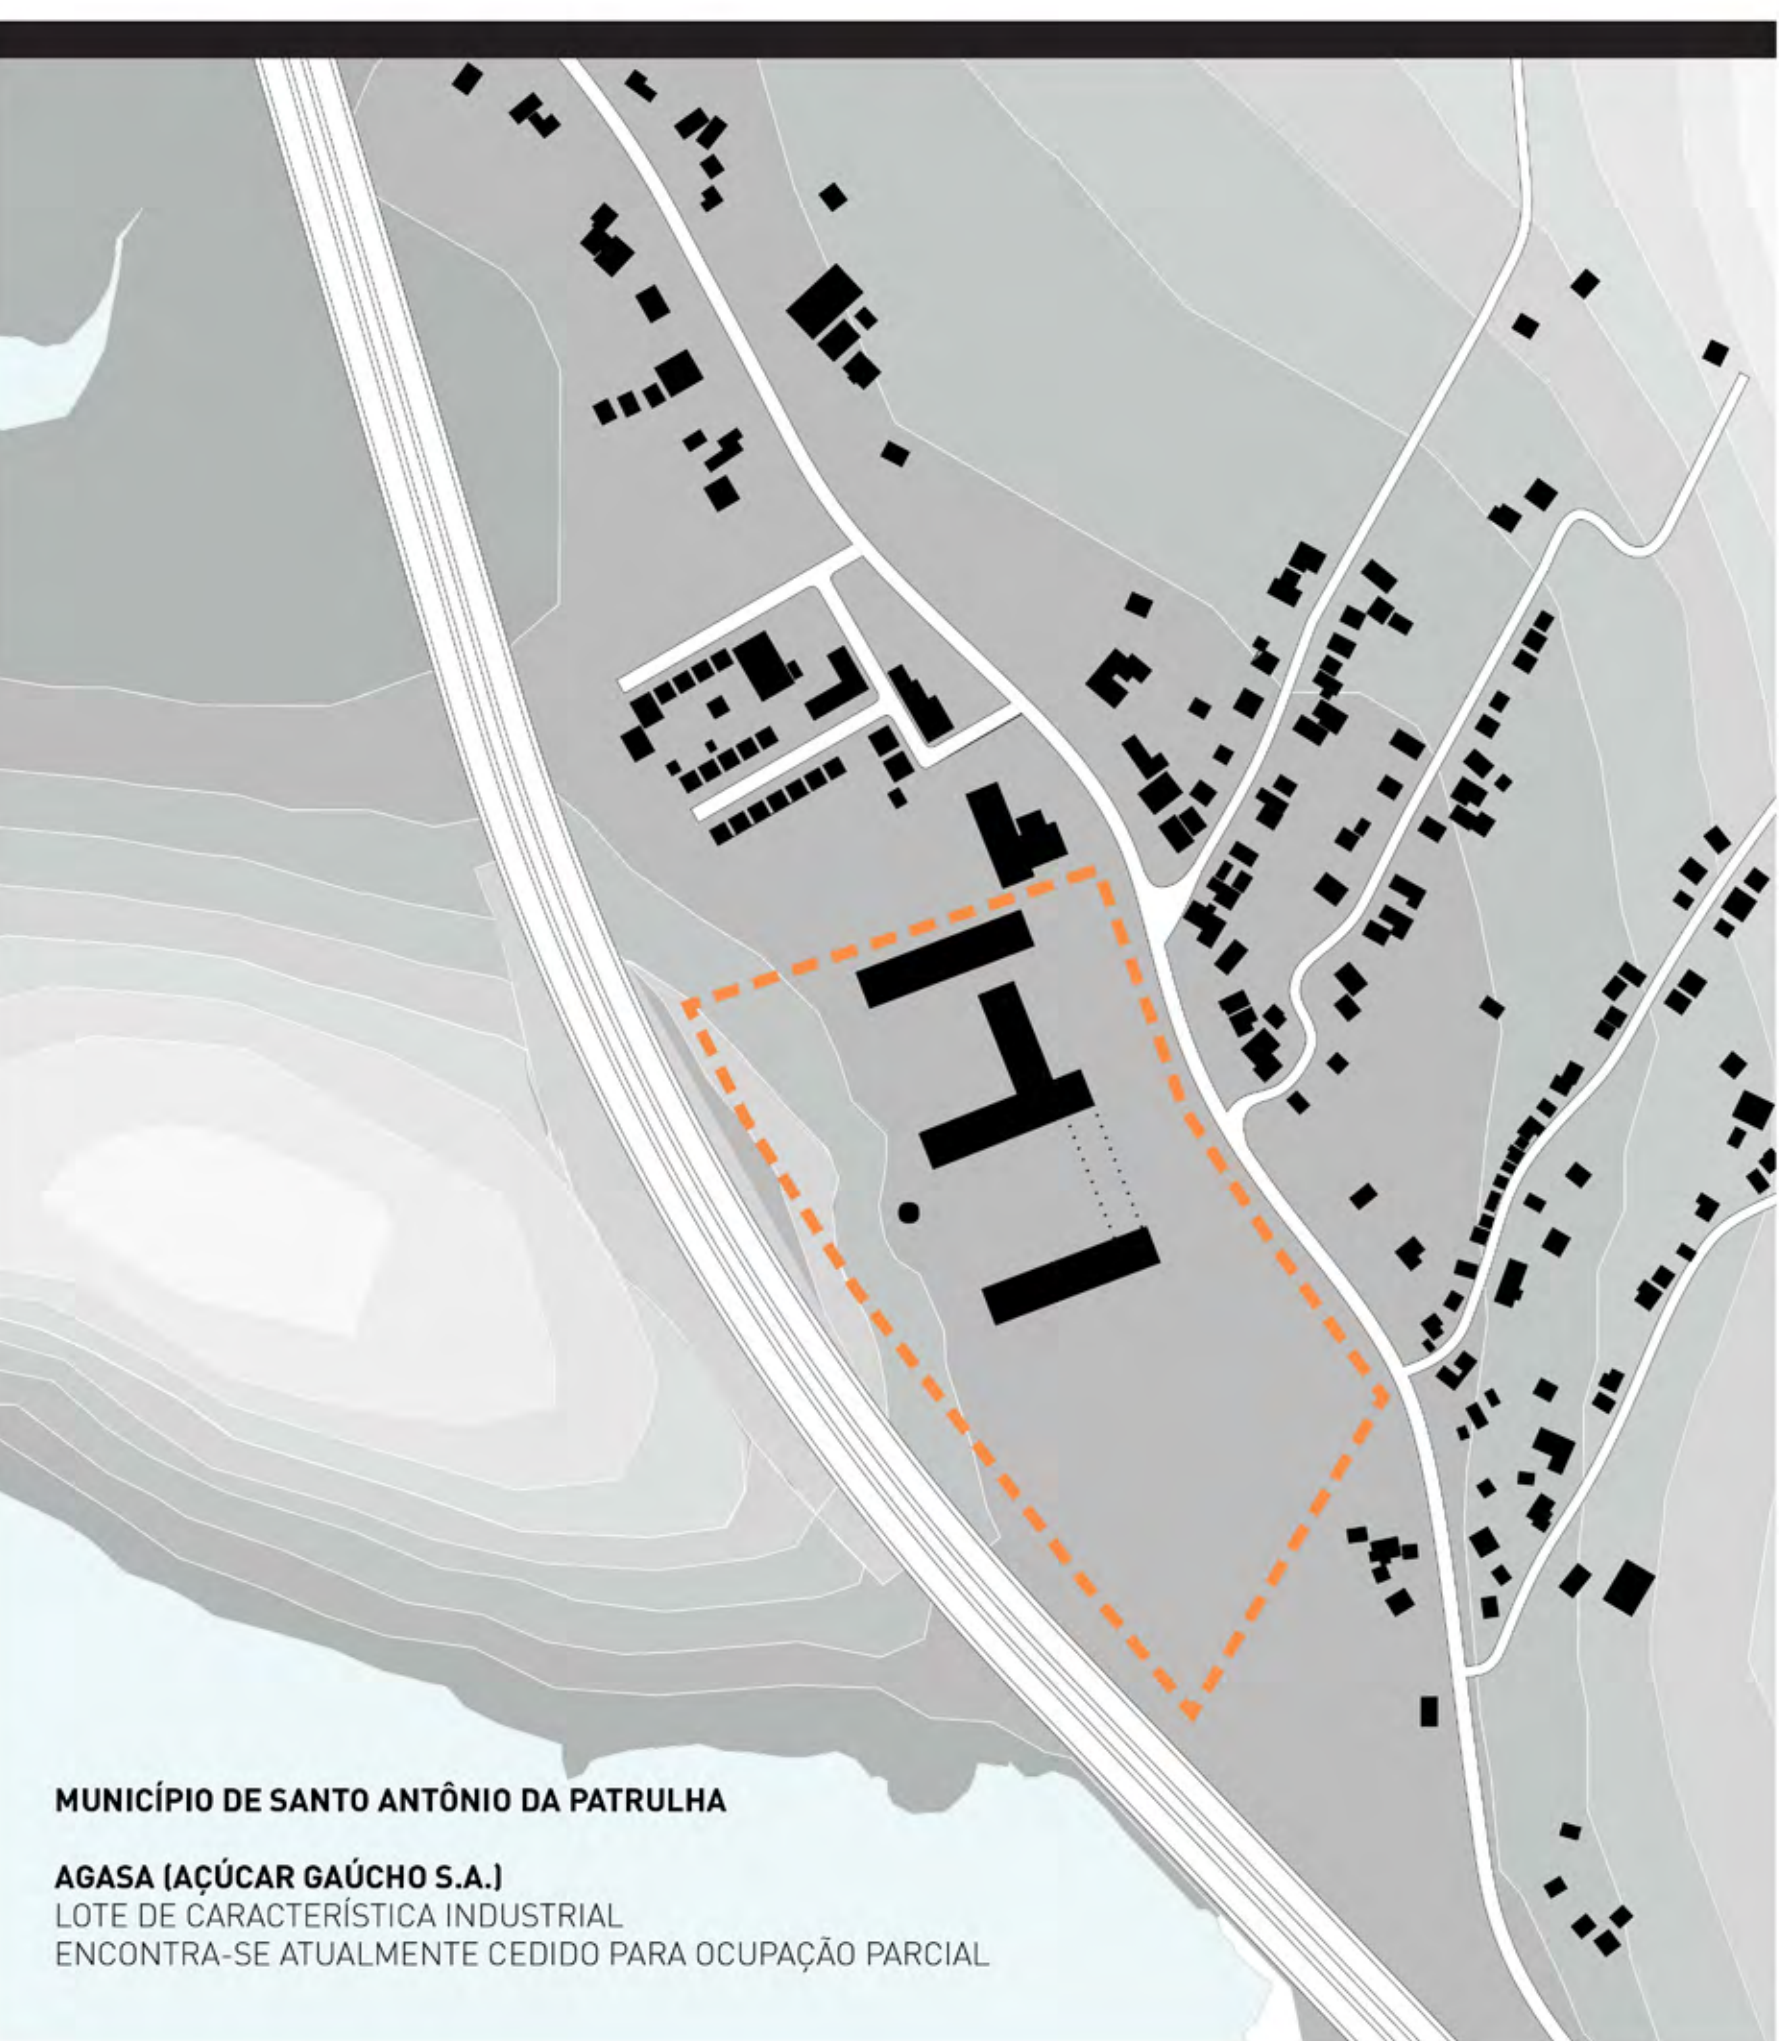 MUNICÍPIO DE SANTO ANTÔNIO DA PATRULHA
AGASA (AÇÚCAR GAÚCHO S.A.)
LOTE DE CARACTERÍSTICA INDUSTRIAL
ENCONTRA-SE ATUALMENTE CEDIDO PARA OCUPAÇÃO PARCIAL